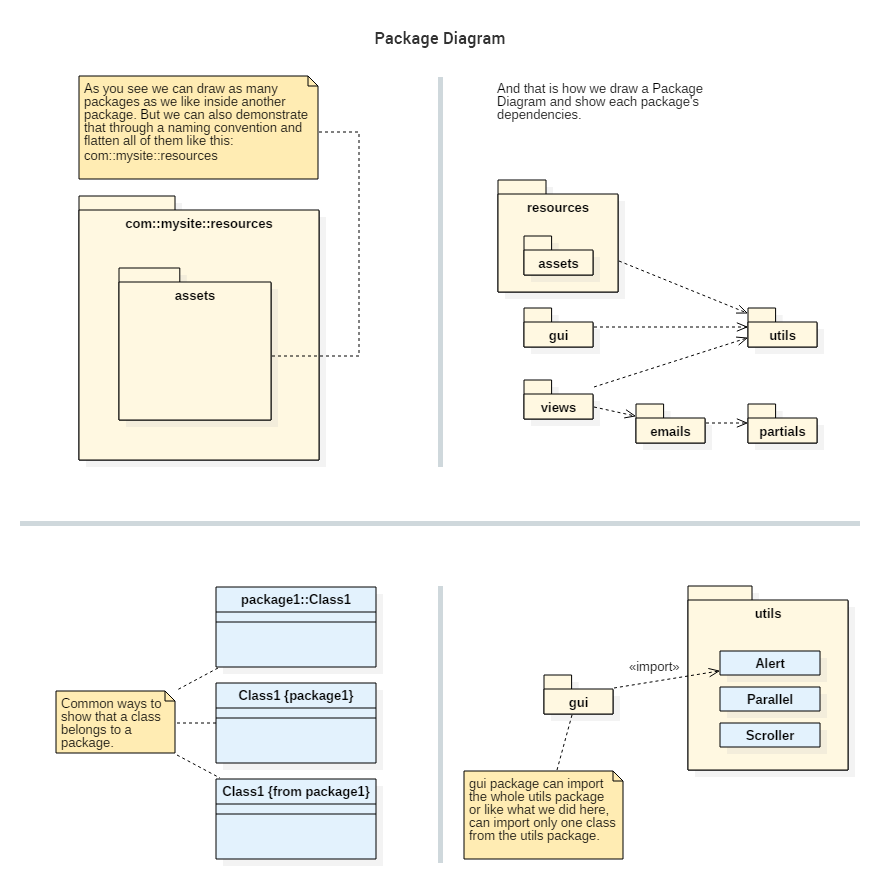 Package Diagram
As you see we can draw as many
packages as we like inside another
package. But we can also demonstrate
that through a naming convention and
flatten all of them like this:
com::mysite::resources
com::mysite::resources
assets
And that is how we draw a Package
Diagram and show each package's
dependencies.
resources
assets
gui
utils
views
emails
partials
package1::Class1
Class1 {package1}
Class1 {from package1}
Common ways to
show that a class
belongs to a
package.
utils
«import»
Alert
Parallel
Scroller
gui
gui package can import
the whole utils package
or like what we did here,
can import only one class
from the utils package.